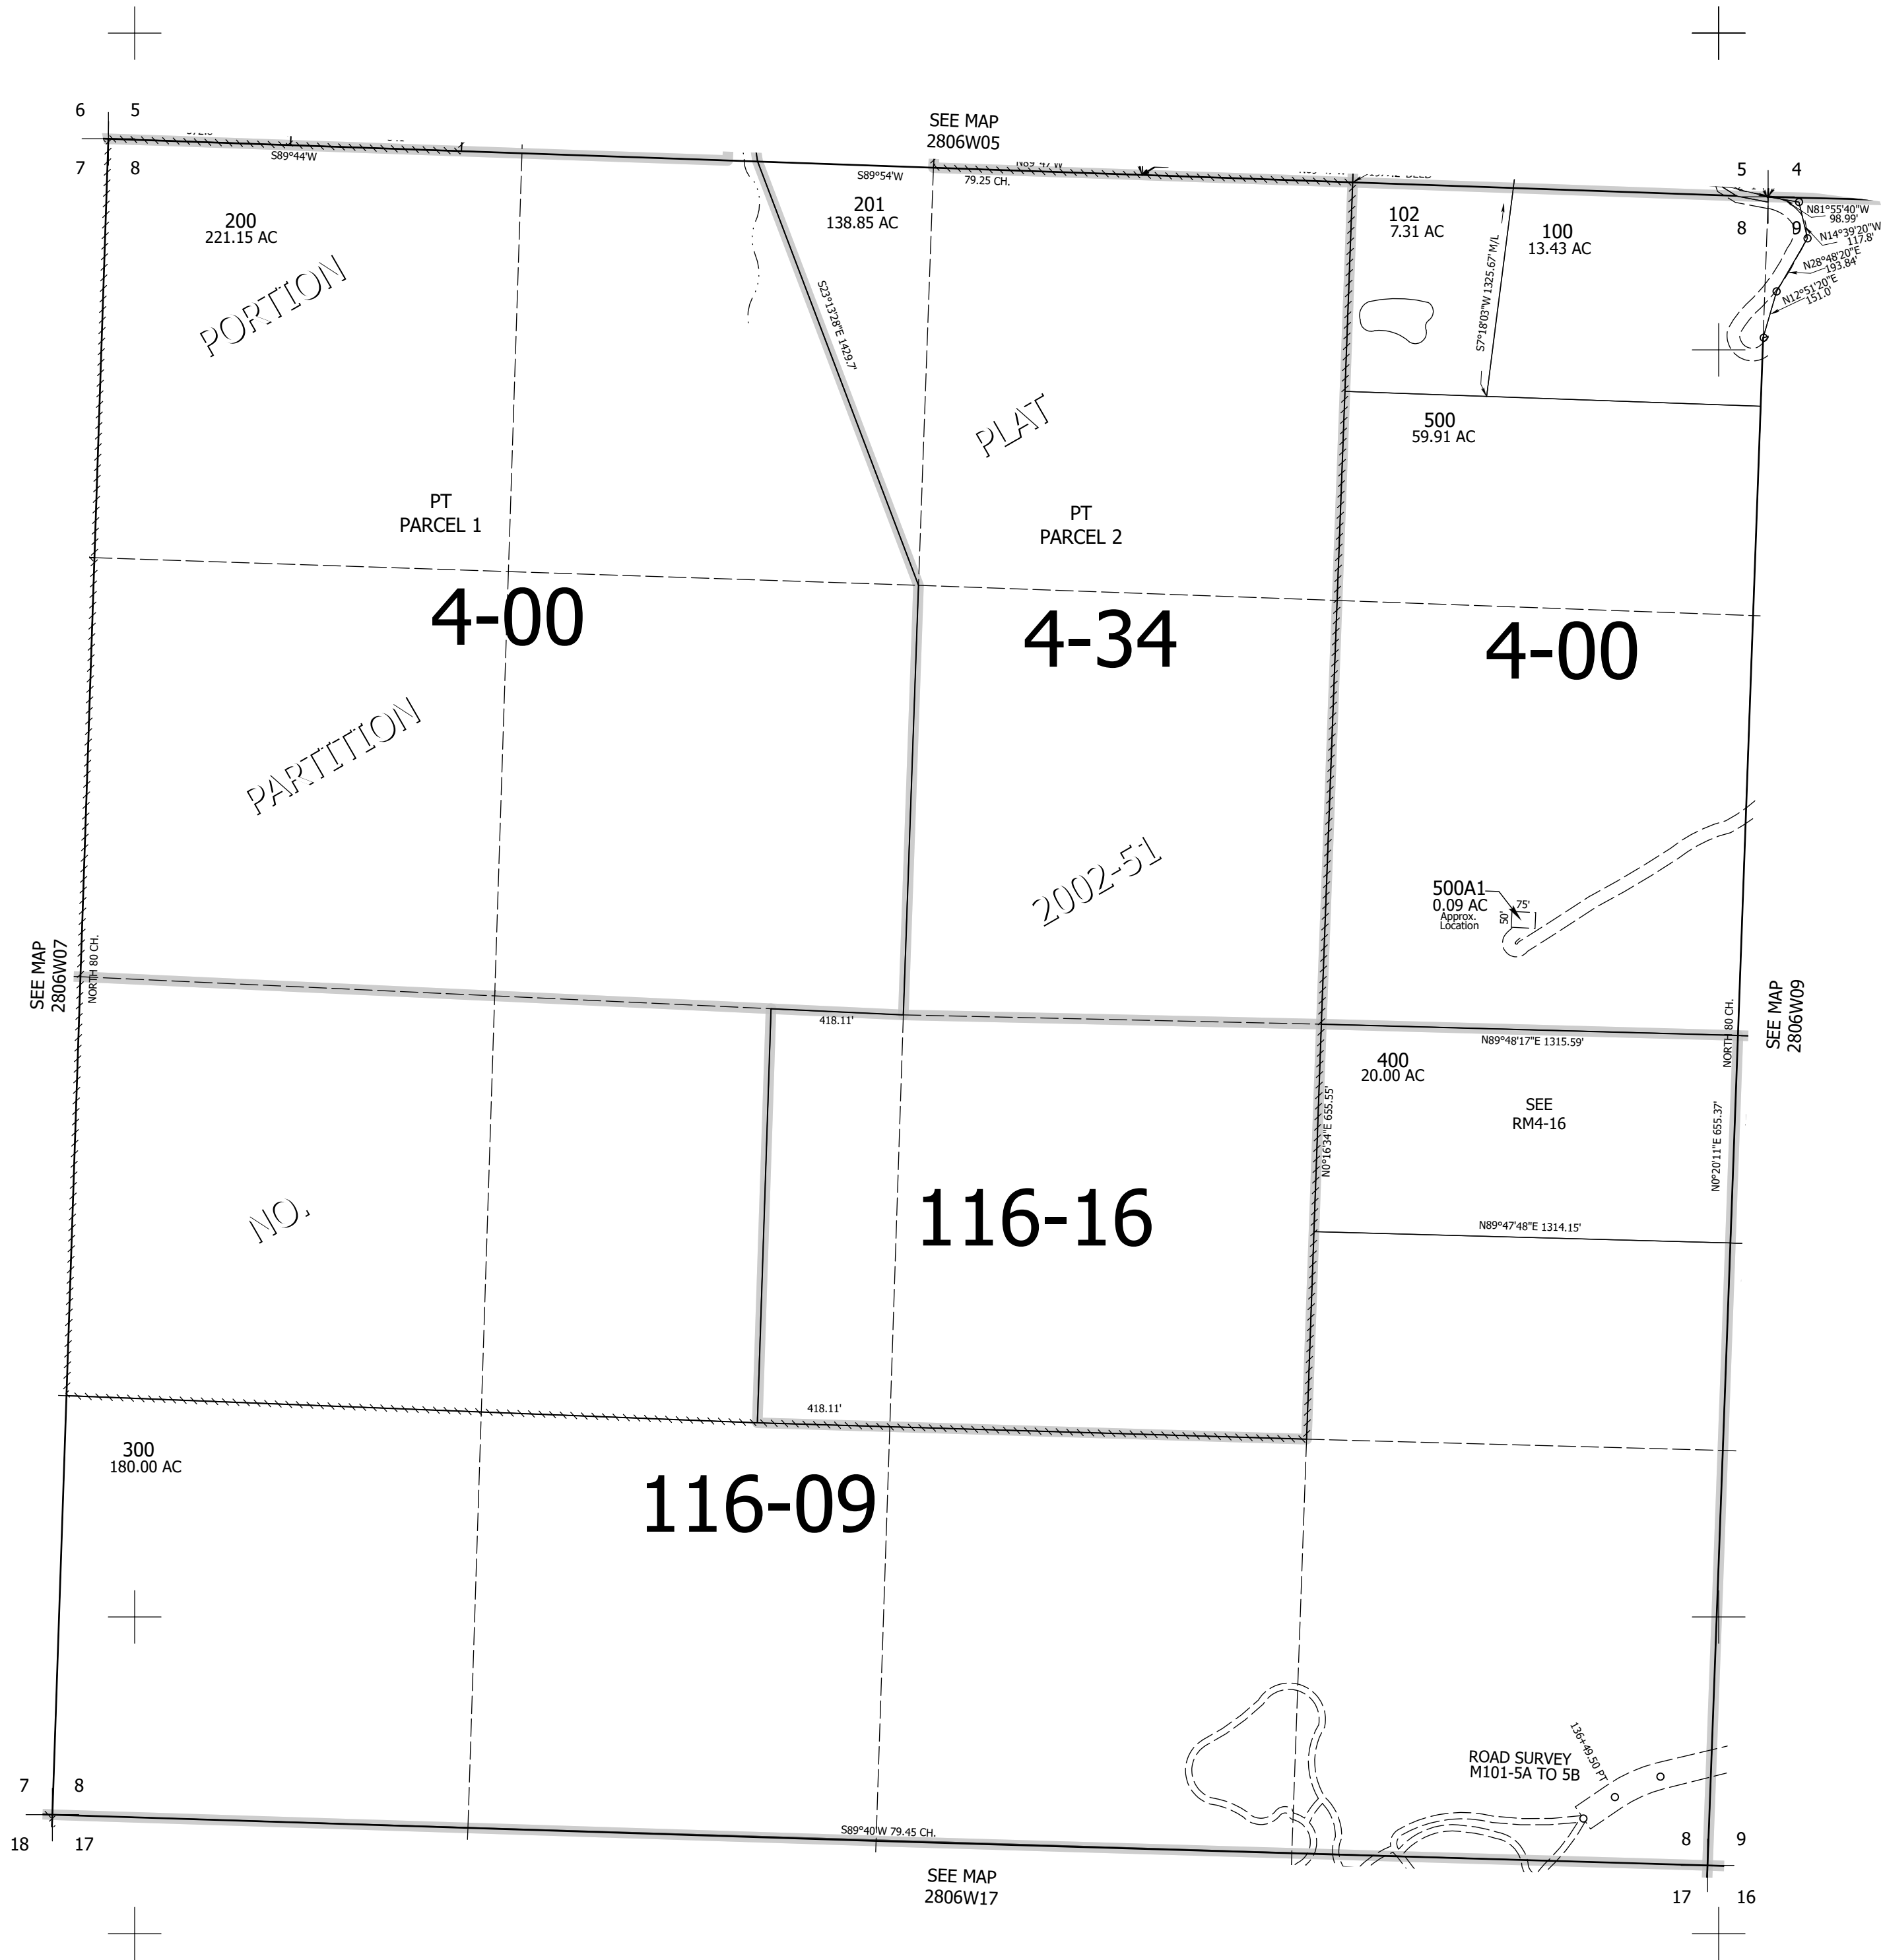 6 5
SEE MAP
2806W05
7 8
S89°44'W
S89°54'W
N89°47'W
79.25 CH.
5 4
8 9
200
221.15 AC
201
138.85 AC
102
7.31 AC
100
13.43 AC
N81°55'40"W
98.99'
N14°39'20"W
117.8'
N28°48'20"E
193.84'
N12°51'20"E
151.0'
PORTION
S23°13'28"E 1429.7'
S7°18'03"W 1325.67' M/L
PLAT
500
59.91 AC
PT
PARCEL 1
PT
PARCEL 2
4-00
4-34
4-00
PARTITION
2002-51
500A1
0.09 AC
Approx.
Location
50'
75'
SEE MAP
2806W07
NORTH 80 CH.
418.11'
N89°48'17"E 1315.59'
NORTH 80 CH.
SEE MAP
2806W09
400
20.00 AC
SEE
RM4-16
N0°16'34"E 655.55'
N0°20'11"E 655.37'
NO.
116-16
N89°47'48"E 1314.15'
418.11'
300
180.00 AC
116-09
136+49.50 PT
ROAD SURVEY
M101-5A TO 5B
7 8
18 17
S89°40'W 79.45 CH.
8 9
SEE MAP
2806W17
17 16